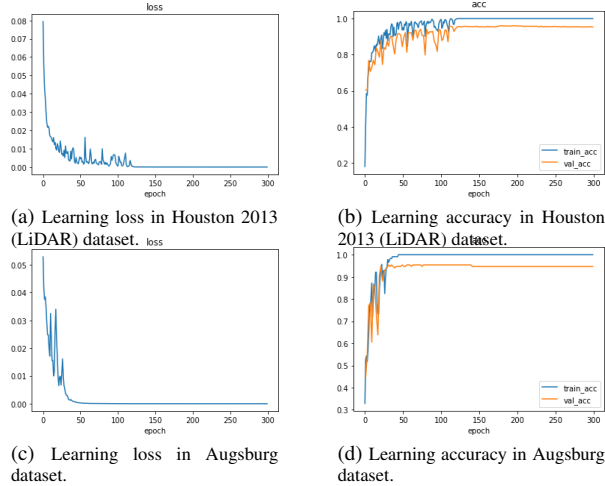 loss
0.08
0.07
0.06
0.05
0.04
0.03
0.02
0.01
0.00
0 50 100 150 200 250 300
epoch
(a) Learning loss in Houston 2013
(LiDAR) dataset.
acc
1.0
0.8
0.6
0.4
0.2
train_acc
val_acc
0 50 100 150 200 250 300
epoch
(b) Learning accuracy in Houston
2013 (LiDAR) dataset.
loss
0.05
0.04
0.03
0.02
0.01
0.00
0 50 100 150 200 250 300
epoch
(c) Learning loss in Augsburg
dataset.
1.0
0.9
0.8
0.7
0.6
0.5
0.4
0.3
train_acc
val_acc
0 50 100 150 200 250 300
epoch
(d) Learning accuracy in Augsburg
dataset.